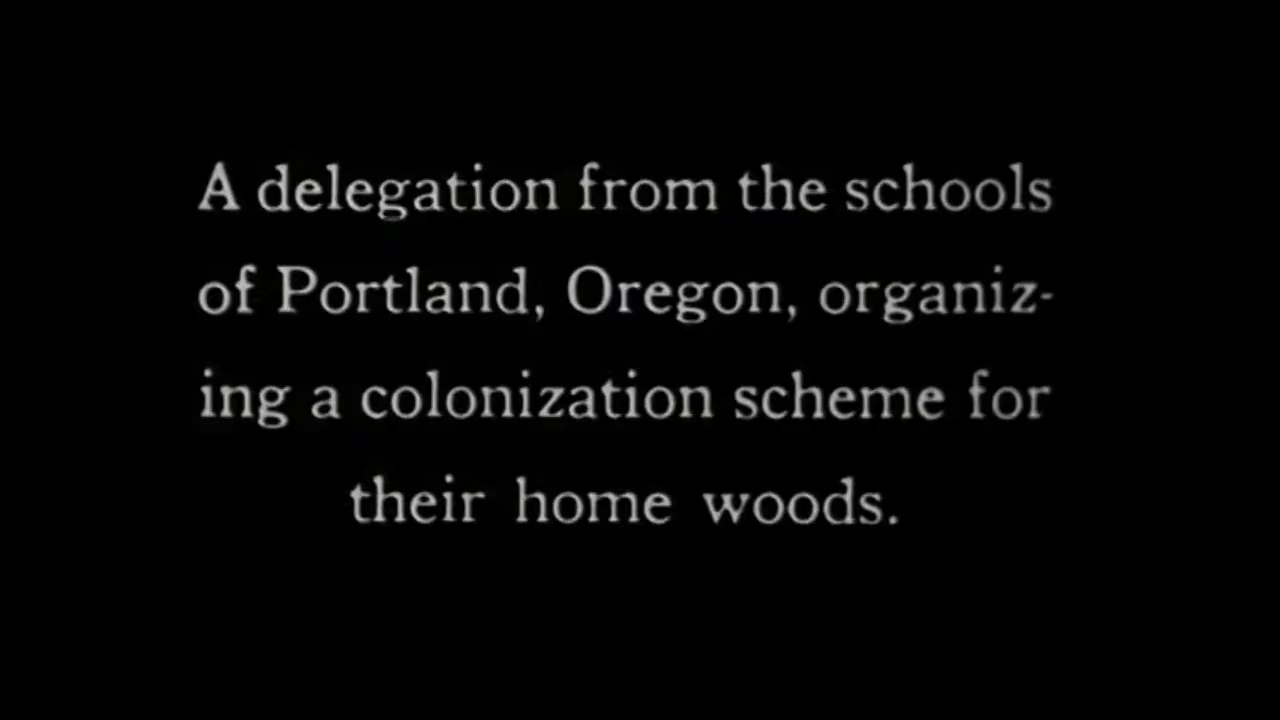 A delegation from the schools
of Portland, Oregon, organiz-
ing a colonization scheme for
their home woods.